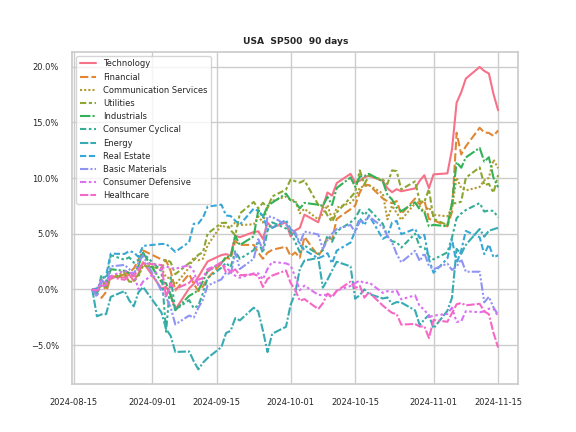 USA SP500 90 days
20.0%
15.0%
10.0%
5.0%
0.0%
−5.0%
Technology
Financial
Communication Services
Utilities
Industrials
Consumer Cyclical
Energy
Real Estate
Basic Materials
Consumer Defensive
Healthcare
2024-08-15
2024-09-01
2024-09-15
2024-10-01
2024-10-15
2024-11-01
2024-11-15